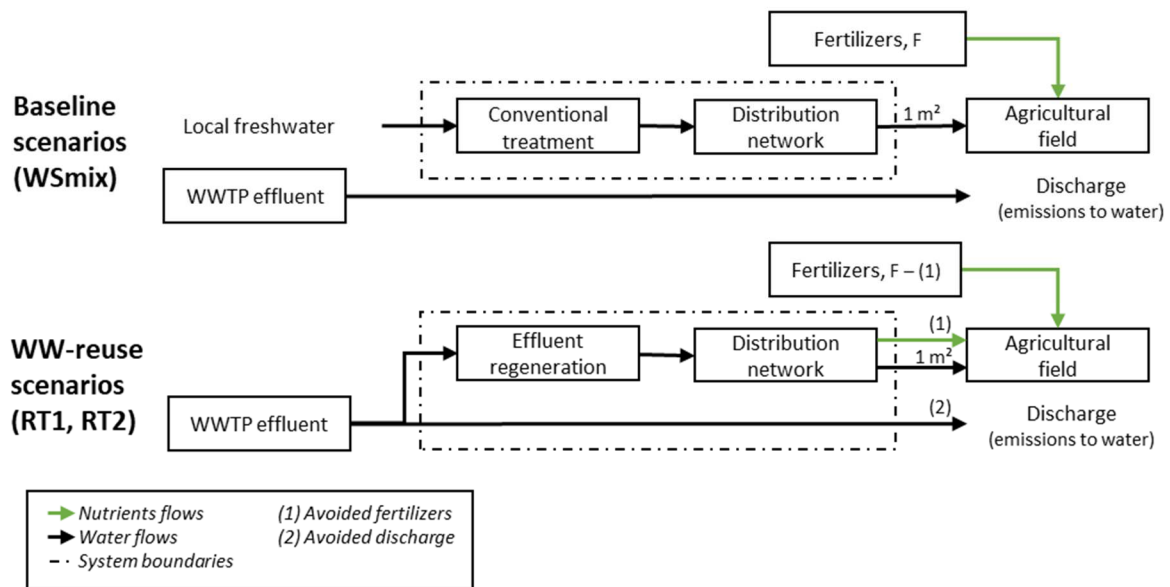 Fertilizers, F
Baseline
scenarios
(WSmix)
Local freshwater
Conventional
treatment
Distribution
network
1 m²
Agricultural
field
WWTP effluent
Discharge
(emissions to water)
Fertilizers, F – (1)
WW-reuse
scenarios
(RT1, RT2)
Effluent
regeneration
Distribution
network
(1)
1 m²
Agricultural
field
WWTP effluent
(2)
Discharge
(emissions to water)
Nutrients flows (1) Avoided fertilizers
Water flows (2) Avoided discharge
System boundaries